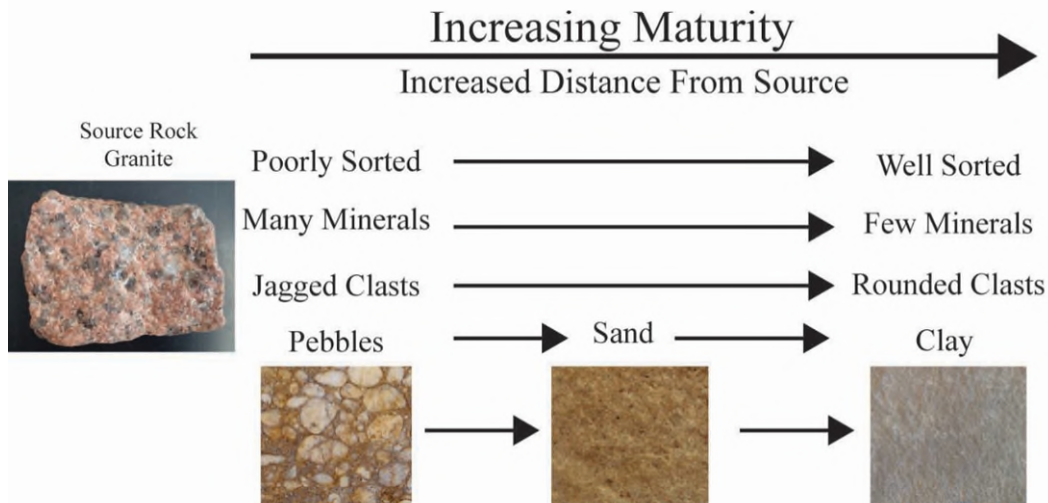 Increasing Maturity
Increased Distance From Source
Source Rock
Granite
Poorly Sorted
Well Sorted
Many Minerals
Few Minerals
Jagged Clasts
Rounded Clasts
Pebbles
Sand
Clay